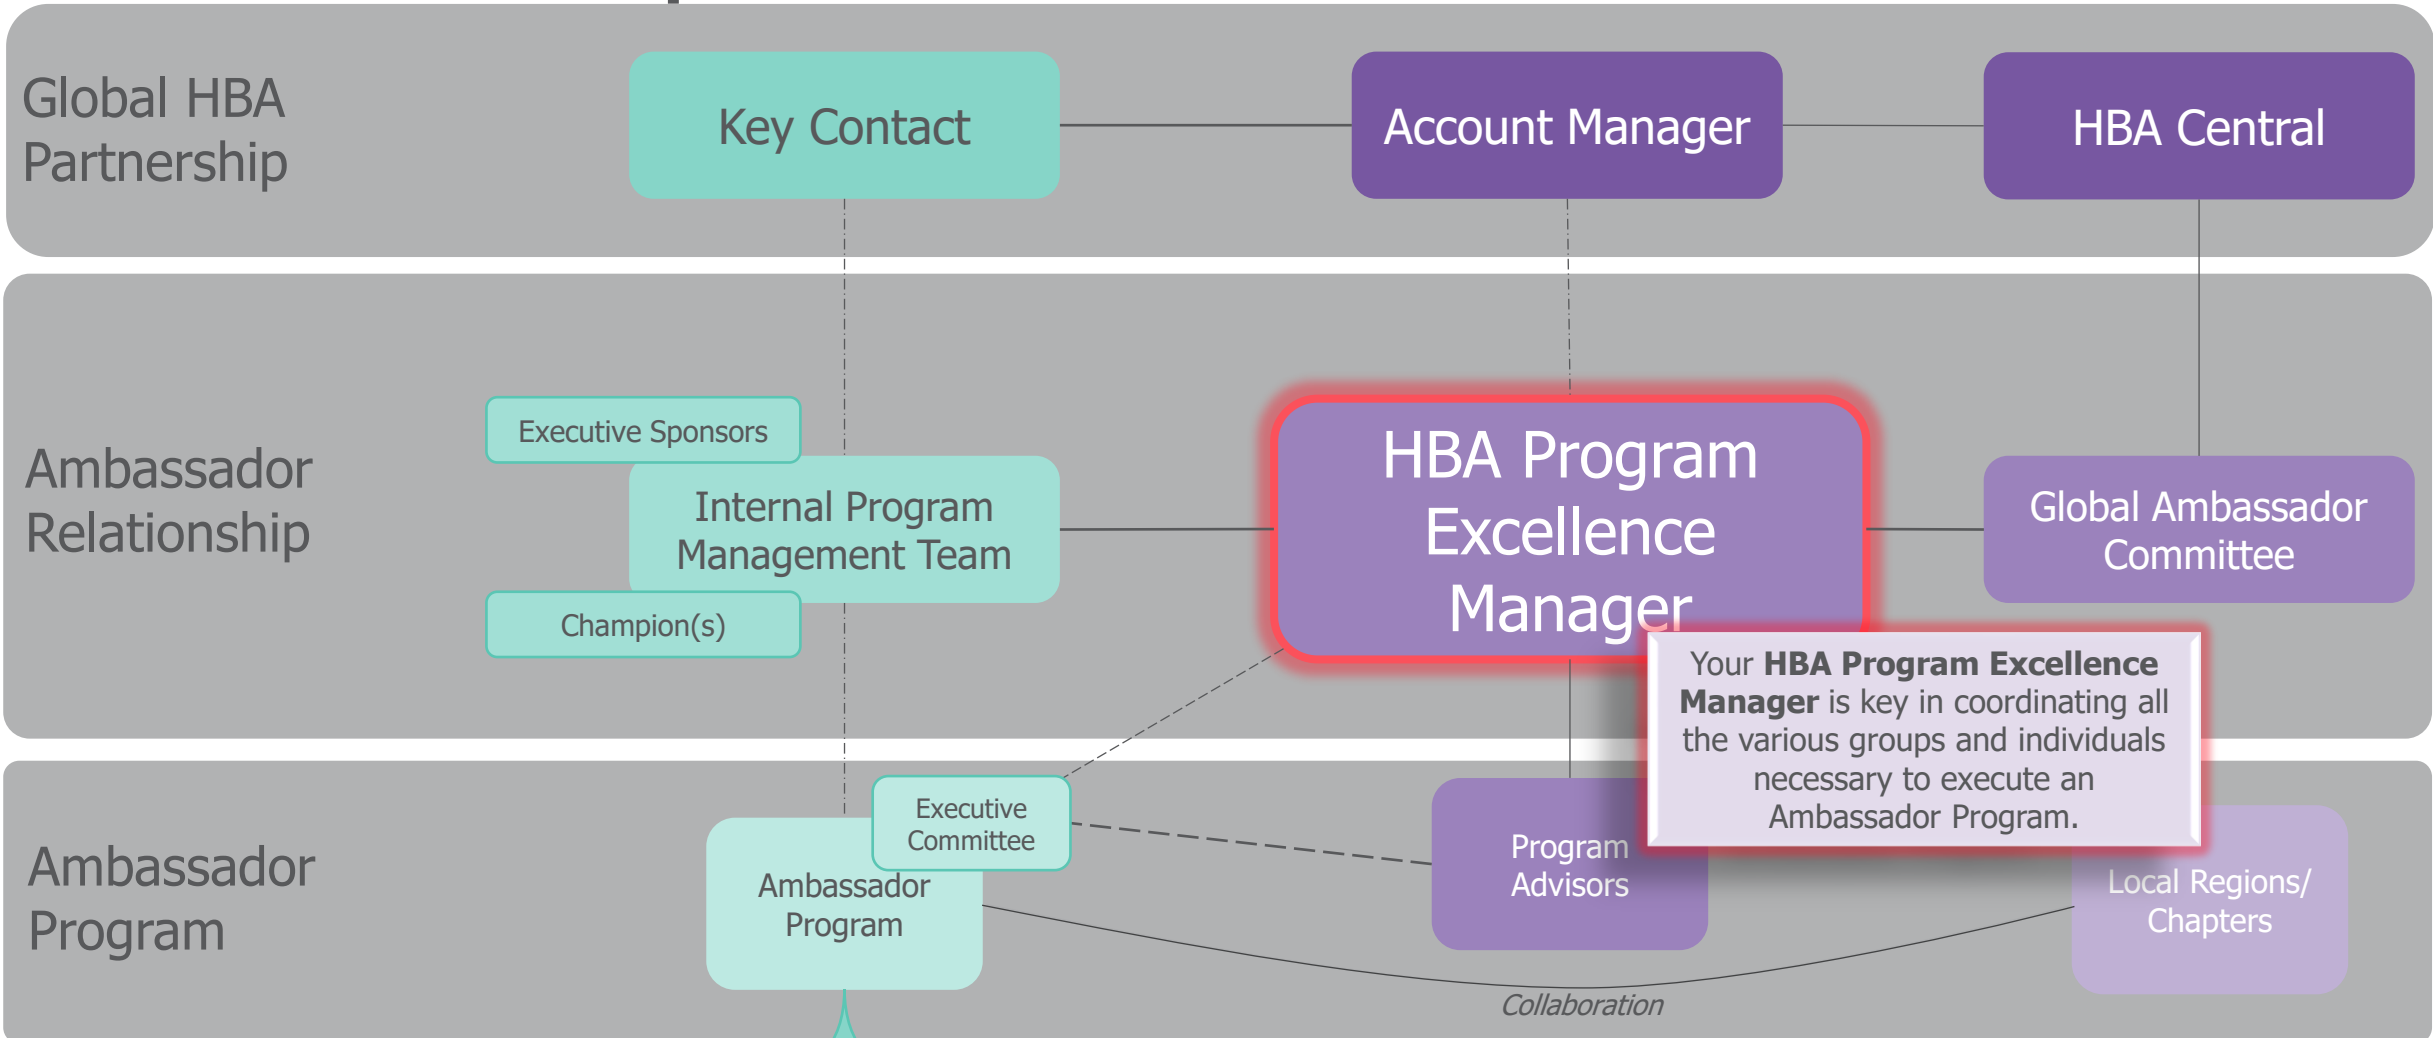 Global HBA
Partnership
Key Contact
Account Manager
HBA Central
Ambassador
Relationship
Executive Sponsors
Internal Program
Management Team
Champion(s)
HBA Program
Excellence
Manager
Global Ambassador
Committee
Your HBA Program Excellence
Manager is key in coordinating all
the various groups and individuals
necessary to execute an
Ambassador Program.
Ambassador
Program
Executive
Committee
Ambassador
Program
Program
Advisors
Local Regions/
Chapters
Collaboration